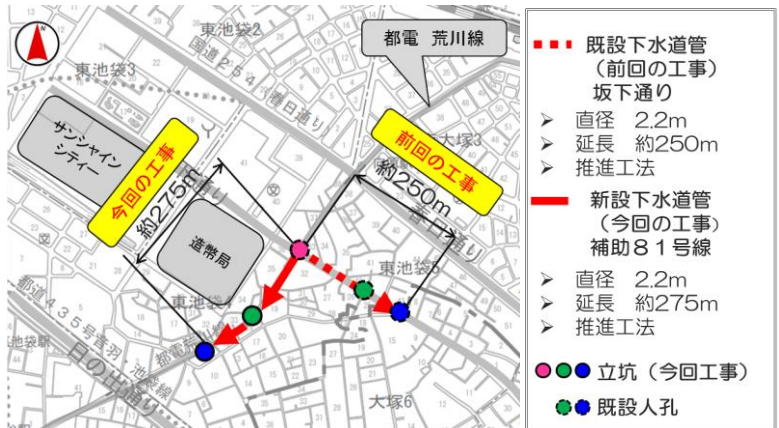 東池袋2
国道254(春日通り)
都電 荒川線
東池袋3
サンシャイン
シティー
今回の工事
約275m
前回の工事
約250m
大塚3
春日通り
造幣局
東池袋5
東池袋4
都道435号音羽池袋線
都電荒川線
日の出通り
大塚6
既設下水道管
(前回の工事)
坂下通り
➢ 直径 2.2m
➢ 延長 約250m
➢ 推進工法
新設下水道管
(今回の工事)
補助81号線
➢ 直径 2.2m
➢ 延長 約275m
➢ 推進工法
立坑(今回工事)
既設人孔